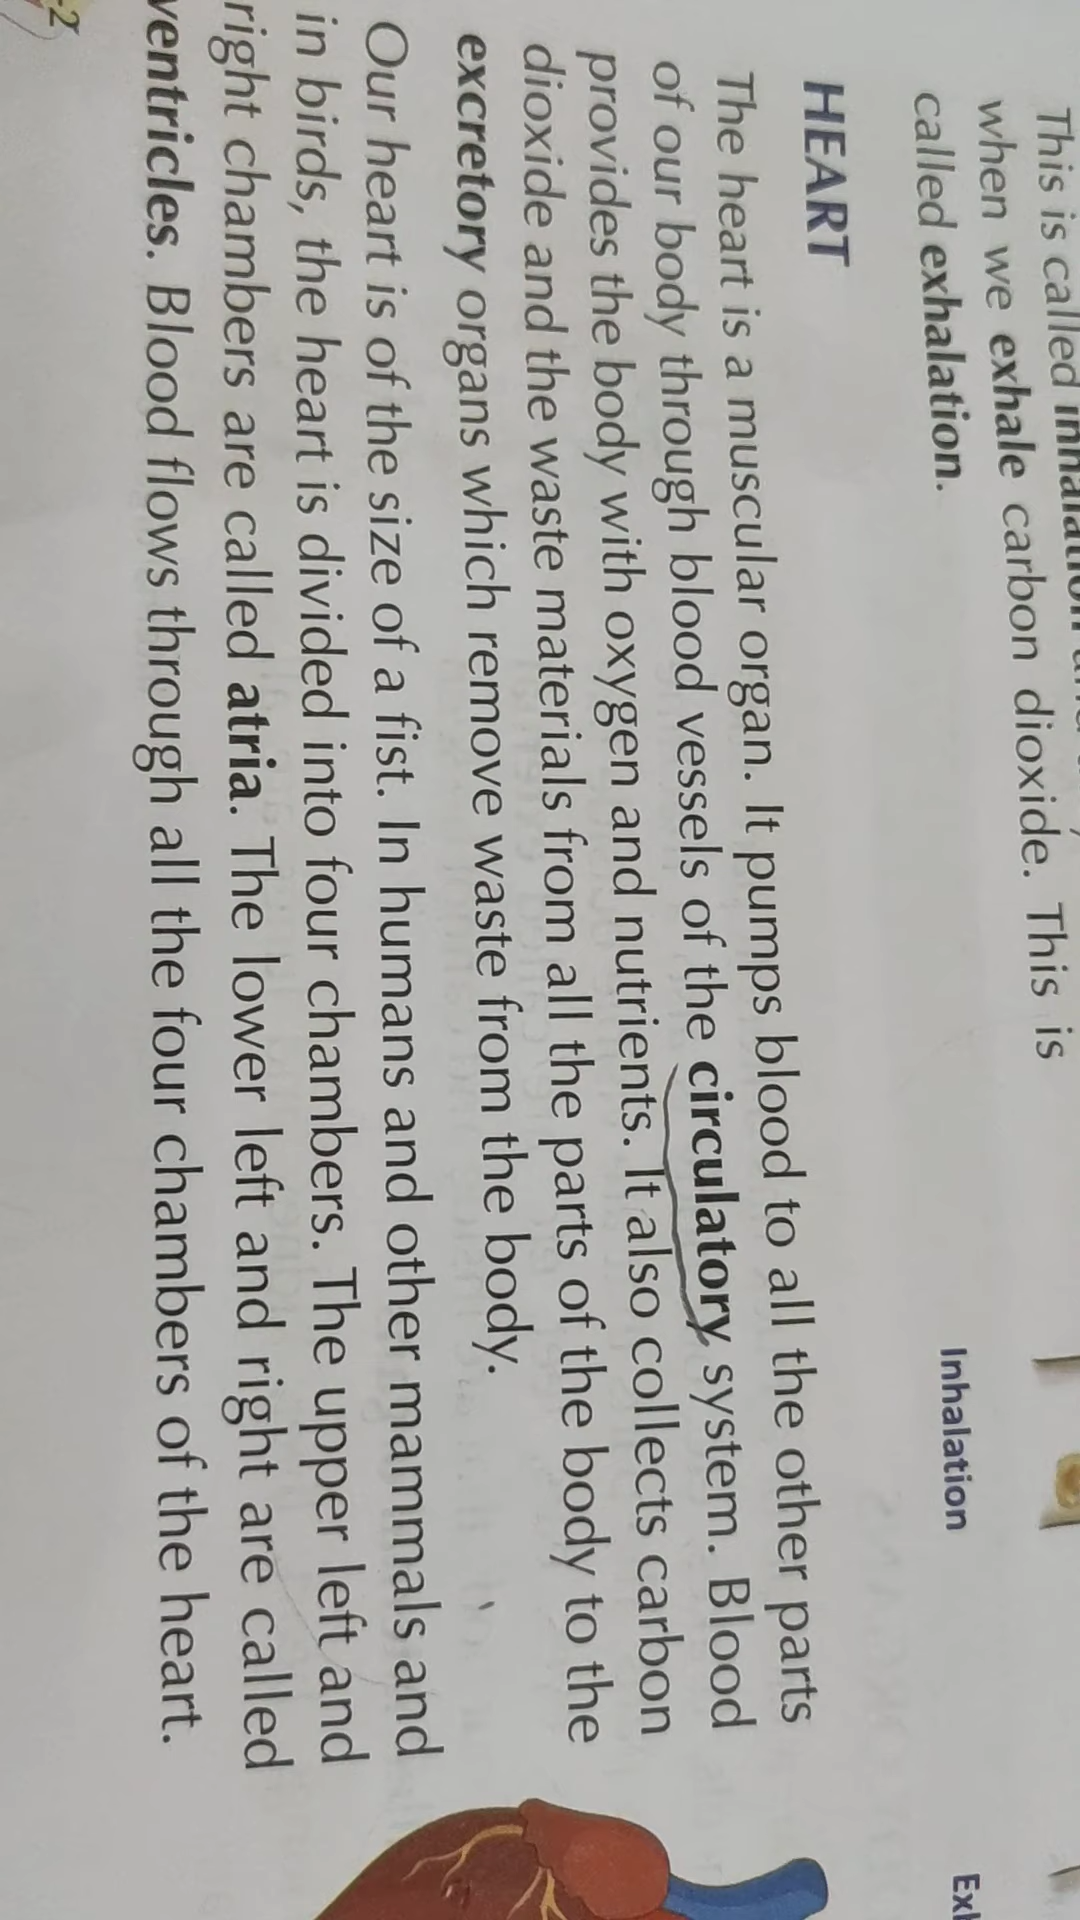 This is called inhalation
when we exhale carbon dioxide. This is
called exhalation.
Inhalation
HEART
The heart is a muscular organ. It pumps blood to all the other parts
of our body through blood vessels of the circulatory system. Blood
provides the body with oxygen and nutrients. It also collects carbon
dioxide and the waste materials from all the parts of the body to the
excretory organs which remove waste from the body.
Our heart is of the size of a fist. In humans and other mammals and
in birds, the heart is divided into four chambers. The upper left and
right chambers are called atria. The lower left and right are called
ventricles. Blood flows through all the four chambers of the heart.